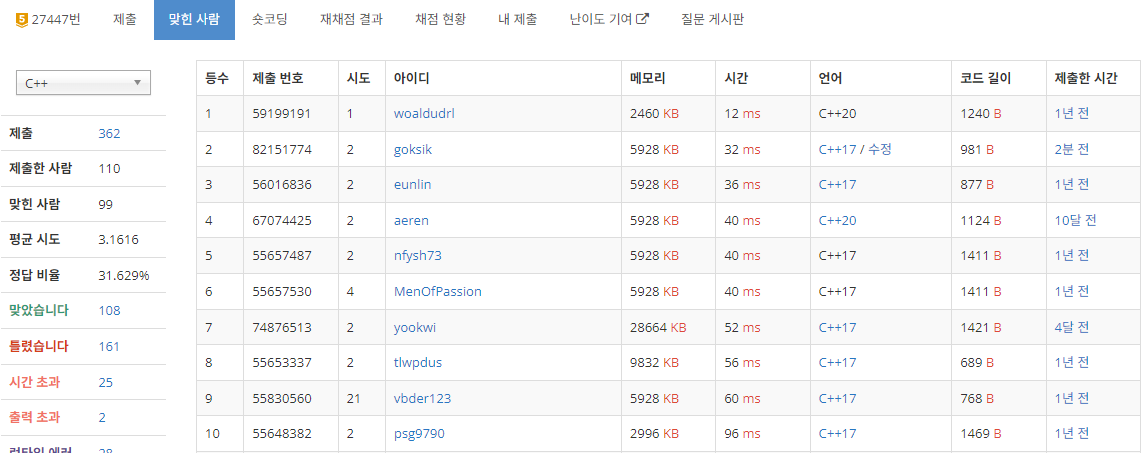 5 27447번 제출 맞힌 사람 숏코딩 재채점 결과 채점 현황 내 제출 난이도 기여 질문 게시판
C++
제출 362
제출한 사람 110
맞힌 사람 99
평균 시도 3.1616
정답 비율 31.629%
맞았습니다 108
틀렸습니다 161
시간 초과 25
출력 초과 2
런타임 에러 28
등수 제출 번호 시도 아이디 메모리 시간 언어 코드 길이 제출한 시간
1 59199191 1 woaldudrl 2460 KB 12 ms C++20 1240 B 1년 전
2 82151774 2 goksik 5928 KB 32 ms C++17 / 수정 981 B 2분 전
3 56016836 2 eunlin 5928 KB 36 ms C++17 877 B 1년 전
4 67074425 2 aeren 5928 KB 40 ms C++20 1124 B 10달 전
5 55657487 2 nfysh73 5928 KB 40 ms C++17 1411 B 1년 전
6 55657530 4 MenOfPassion 5928 KB 40 ms C++17 1411 B 1년 전
7 74876513 2 yookwi 28664 KB 52 ms C++17 1421 B 4달 전
8 55653337 2 tlwpdus 9832 KB 56 ms C++17 689 B 1년 전
9 55830560 21 vbder123 5928 KB 60 ms C++17 768 B 1년 전
10 55648382 2 psg9790 2996 KB 96 ms C++17 1469 B 1년 전